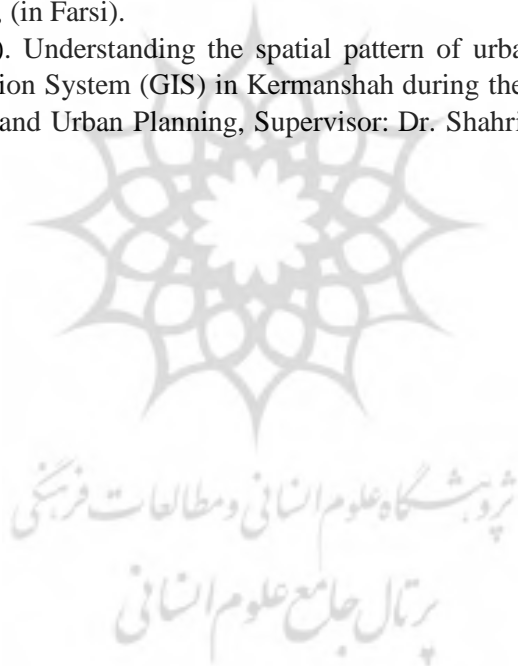 , (in Farsi).
). Understanding the spatial pattern of urba
ion System (GIS) in Kermanshah during the
and Urban Planning, Supervisor: Dr. Shahri
پژوهشگاه علوم انسانی و مطالعات فرهنگی
پرتال جامع علوم انسانی